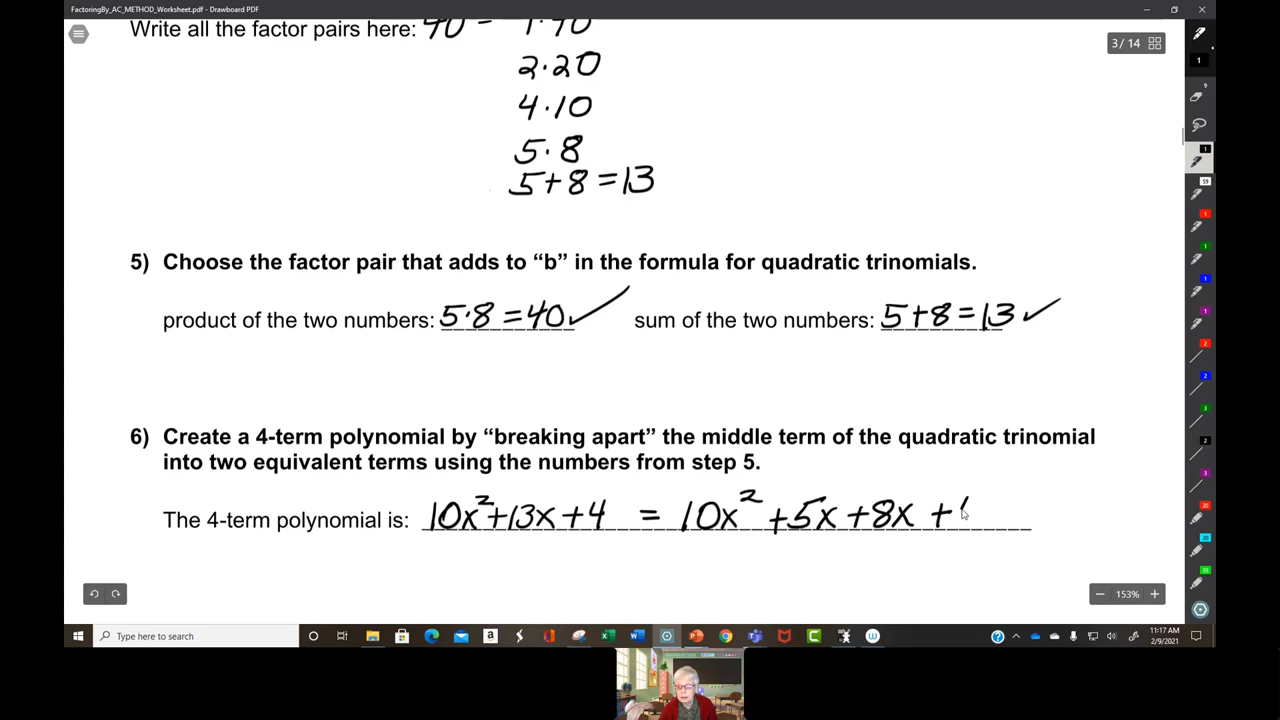 FactoringBy_AC_METHOD_Worksheet.pdf - Drawboard PDF
3 / 14
Write all the factor pairs here: 40 = 1·40
2·20
4·10
5·8
5+8=13
5) Choose the factor pair that adds to “b” in the formula for quadratic trinomials.
product of the two numbers: 5·8=40✓ sum of the two numbers: 5+8=13✓
6) Create a 4-term polynomial by “breaking apart” the middle term of the quadratic trinomial
into two equivalent terms using the numbers from step 5.
The 4-term polynomial is: 10x²+13x+4 = 10x²+5x+8x+
153%
Type here to search
11:17 AM
2/9/2021